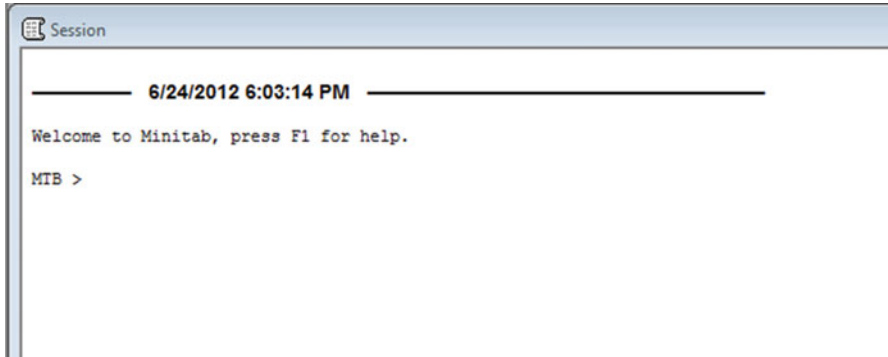 Session
6/24/2012 6:03:14 PM
Welcome to Minitab, press F1 for help.
MTB >